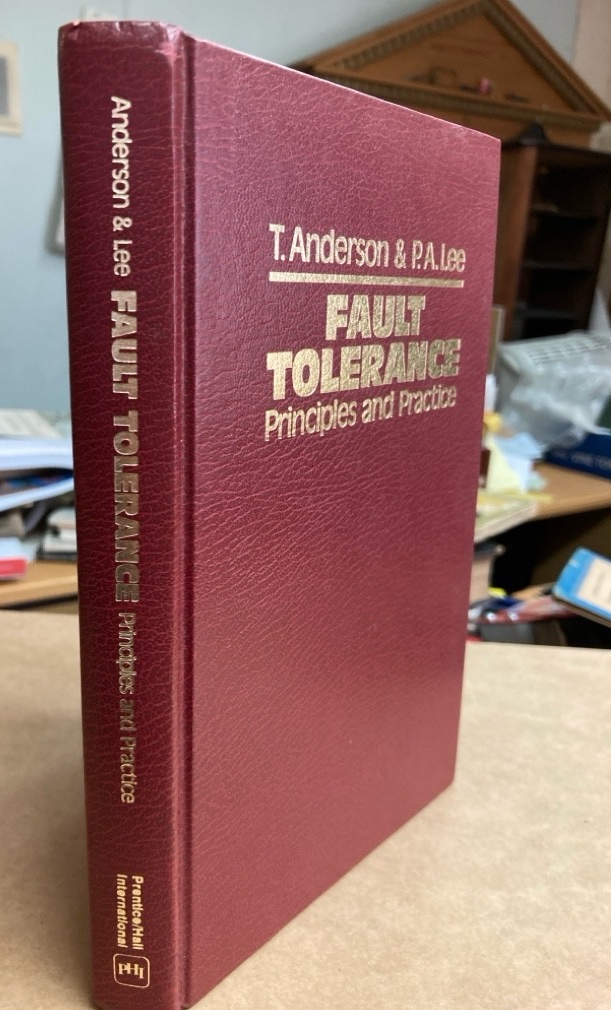 Anderson & Lee FAULT TOLERANCE Principles and Practice
Prentice/Hall
International
PHI
T. Anderson & P.A. Lee
FAULT
TOLERANCE
Principles and Practice